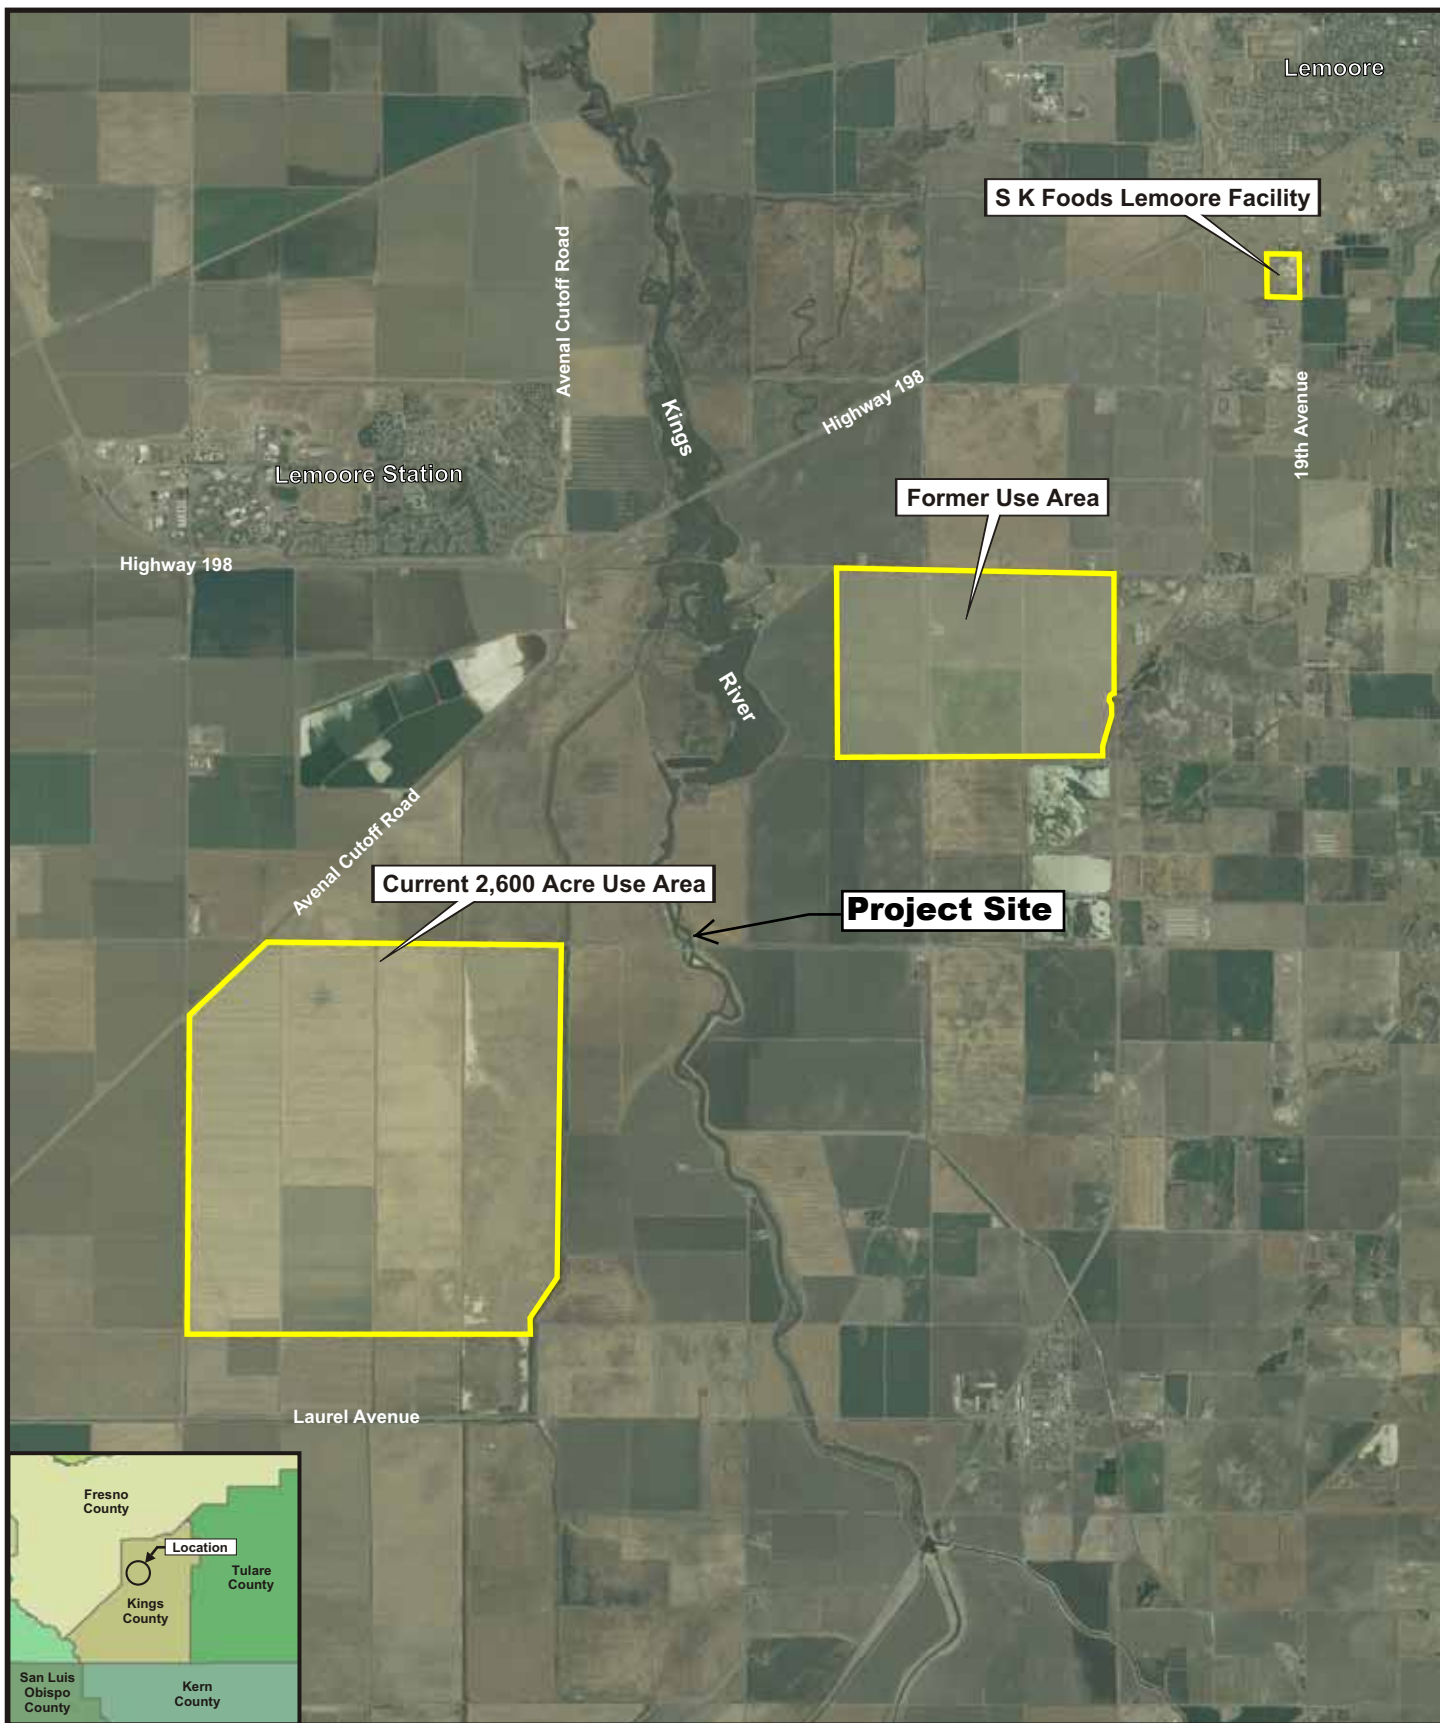 Lemoore
S K Foods Lemoore Facility
Avenal Cutoff Road
Kings
Highway 198
19th Avenue
Lemoore Station
Former Use Area
Highway 198
River
Avenal Cutoff Road
Current 2,600 Acre Use Area
Project Site
Laurel Avenue
Fresno
County
Location
Tulare
County
Kings
County
San Luis
Obispo
County
Kern
County